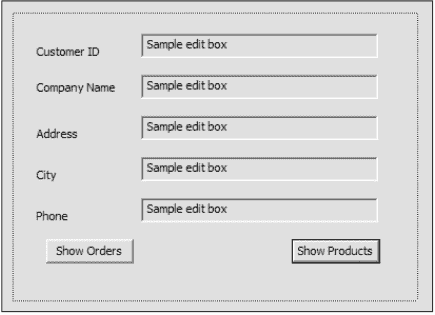 Customer ID Sample edit box
Company Name Sample edit box
Address Sample edit box
City Sample edit box
Phone Sample edit box
Show Orders Show Products